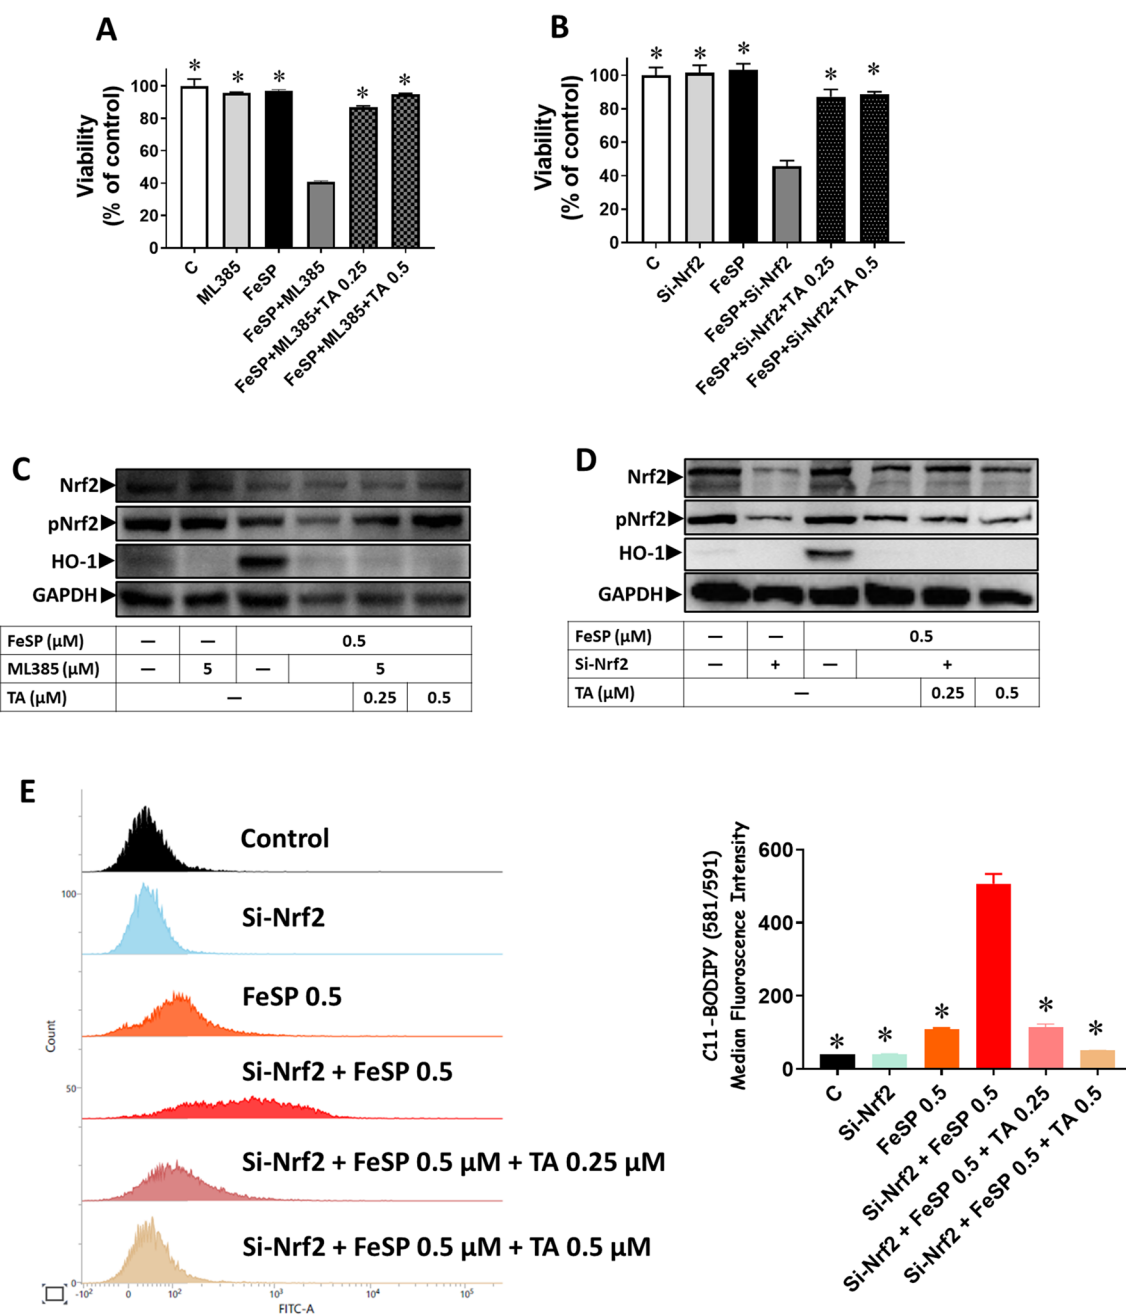 A
Viability
(% of control)
100
80
60
40
20
0
*
*
*
*
*
C
ML385
FeSP
FeSP+ML385
FeSP+ML385+TA 0.25
FeSP+ML385+TA 0.5
B
Viability
(% of control)
100
80
60
40
20
0
*
*
*
*
*
C
Si-Nrf2
FeSP
FeSP+Si-Nrf2
FeSP+Si-Nrf2+TA 0.25
FeSP+Si-Nrf2+TA 0.5
C
Nrf2
pNrf2
HO-1
GAPDH
FeSP (µM) — — 0.5
ML385 (µM) — 5 — 5
TA (µM) — 0.25 0.5
D
Nrf2
pNrf2
HO-1
GAPDH
FeSP (µM) — — 0.5
Si-Nrf2 — + — +
TA (µM) — 0.25 0.5
E
Count
100
50
0
Control
Si-Nrf2
FeSP 0.5
Si-Nrf2 + FeSP 0.5
Si-Nrf2 + FeSP 0.5 µM + TA 0.25 µM
Si-Nrf2 + FeSP 0.5 µM + TA 0.5 µM
-10² 0 10² 10³ 10⁴ 10⁵
FITC-A
C11-BODIPY (581/591)
Median Fluoroscence Intensity
600
400
200
0
*
*
*
*
*
C
Si-Nrf2
FeSP 0.5
Si-Nrf2 + FeSP 0.5
Si-Nrf2 + FeSP 0.5 + TA 0.25
Si-Nrf2 + FeSP 0.5 + TA 0.5